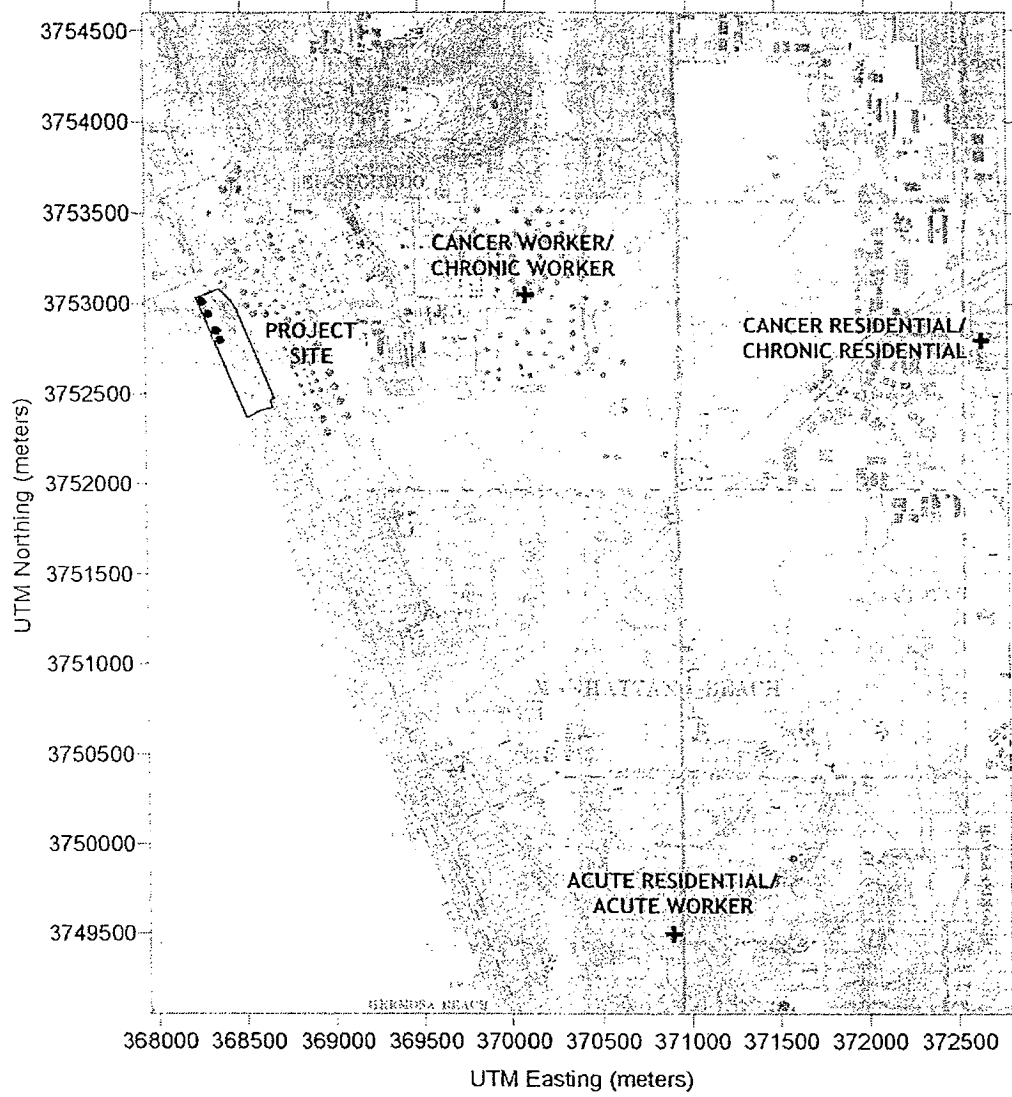 3754500
3754000
3753500
3753000
3752500
3752000
3751500
3751000
3750500
3750000
3749500
UTM Northing (meters)
EL SEGUNDO
CANCER WORKER/
CHRONIC WORKER
PROJECT
SITE
CANCER RESIDENTIAL/
CHRONIC RESIDENTIAL
MANHATTAN BEACH
ACUTE RESIDENTIAL/
ACUTE WORKER
HERMOSA BEACH
368000 368500 369000 369500 370000 370500 371000 371500 372000 372500
UTM Easting (meters)